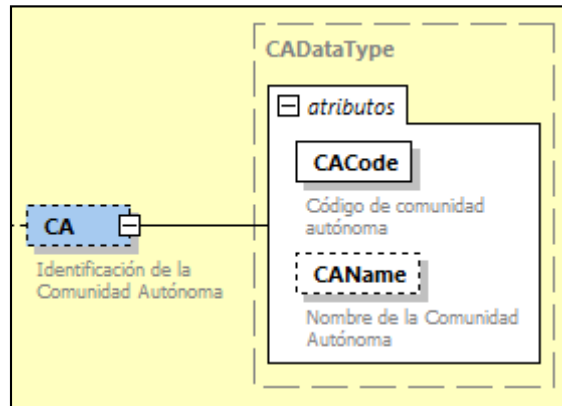 CADataType
atributos
CACode
Código de comunidad
autónoma
CA
Identificación de la
Comunidad Autónoma
CAName
Nombre de la Comunidad
Autónoma